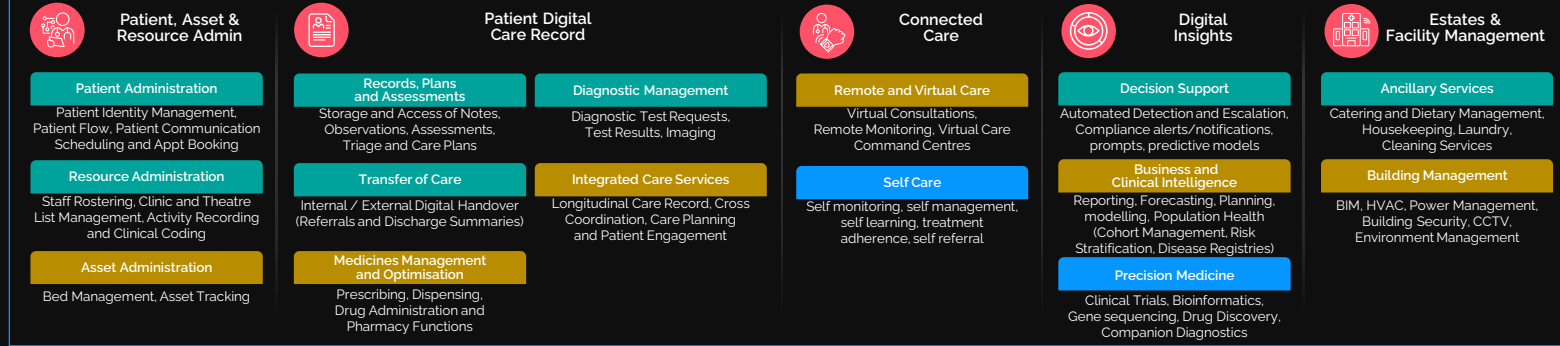 Patient, Asset &
Resource Admin
Patient Administration
Patient Identity Management,
Patient Flow, Patient Communication
Scheduling and Appt Booking
Resource Administration
Staff Rostering, Clinic and Theatre
List Management, Activity Recording
and Clinical Coding
Asset Administration
Bed Management, Asset Tracking
Patient Digital
Care Record
Records, Plans
and Assessments
Storage and Access of Notes,
Observations, Assessments,
Triage and Care Plans
Transfer of Care
Internal / External Digital Handover
(Referrals and Discharge Summaries)
Medicines Management
and Optimisation
Prescribing, Dispensing,
Drug Administration and
Pharmacy Functions
Diagnostic Management
Diagnostic Test Requests,
Test Results, Imaging
Integrated Care Services
Longitudinal Care Record, Cross
Coordination, Care Planning
and Patient Engagement
Connected
Care
Remote and Virtual Care
Virtual Consultations,
Remote Monitoring, Virtual Care
Command Centres
Self Care
Self monitoring, self management,
self learning, treatment
adherence, self referral
Digital
Insights
Decision Support
Automated Detection and Escalation,
Compliance alerts/notifications,
prompts, predictive models
Business and
Clinical Intelligence
Reporting, Forecasting, Planning,
modelling, Population Health
(Cohort Management, Risk
Stratification, Disease Registries)
Precision Medicine
Clinical Trials, Bioinformatics,
Gene sequencing, Drug Discovery,
Companion Diagnostics
Estates &
Facility Management
Ancillary Services
Catering and Dietary Management,
Housekeeping, Laundry,
Cleaning Services
Building Management
BIM, HVAC, Power Management,
Building Security, CCTV,
Environment Management